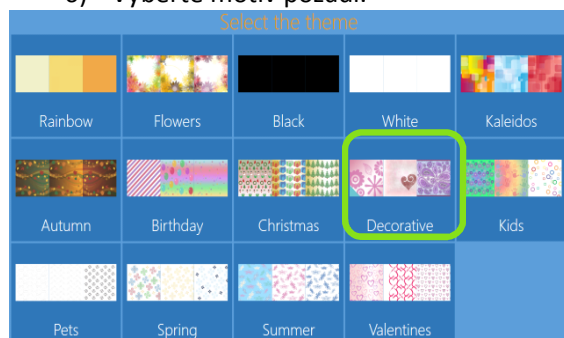 Vyberte motiv pozadí.
Select the theme
Rainbow Flowers Black White Kaleidos
Autumn Birthday Christmas Decorative Kids
Pets Spring Summer Valentines